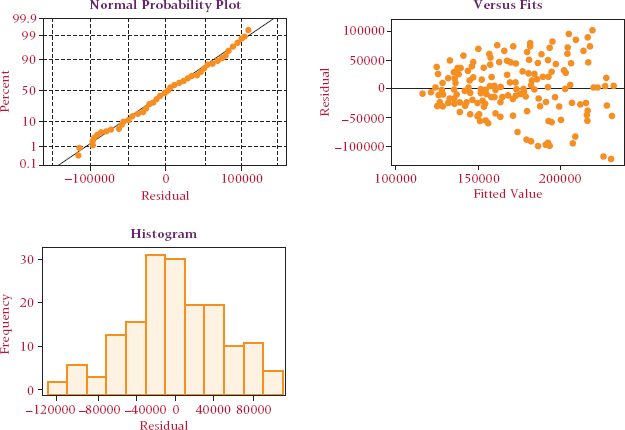 Normal Probability Plot
99.9
99
90
50
10
1
0.1
Percent
−100000 0 100000
Residual
Versus Fits
100000
50000
0
−50000
−100000
Residual
100000 150000 200000
Fitted Value
Histogram
30
20
10
0
Frequency
−120000 −80000 −40000 0 40000 80000
Residual